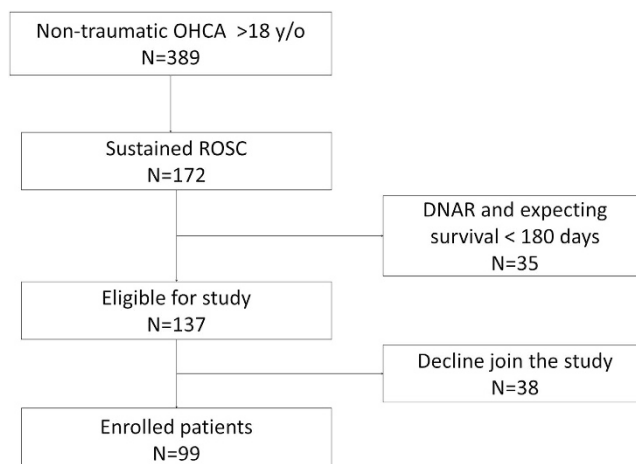 Non-traumatic OHCA >18 y/o
N=389
Sustained ROSC
N=172
DNAR and expecting
survival < 180 days
N=35
Eligible for study
N=137
Decline join the study
N=38
Enrolled patients
N=99